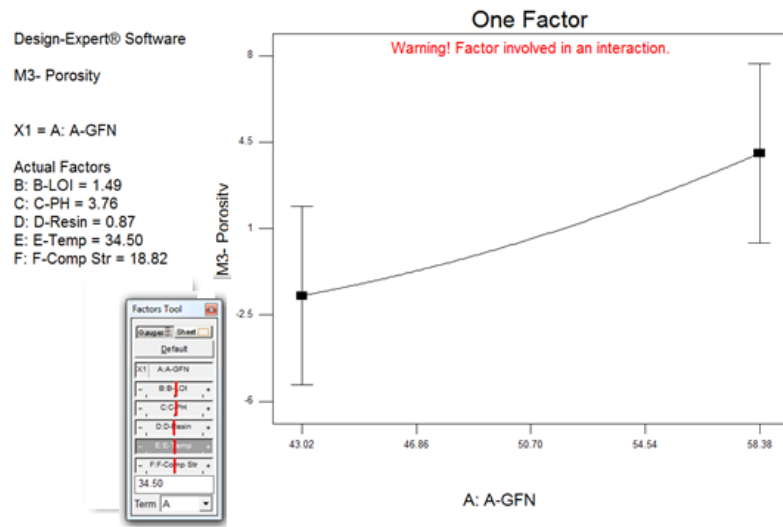 Design-Expert® Software
M3- Porosity
X1 = A: A-GFN
Actual Factors
B: B-LOI = 1.49
C: C-PH = 3.76
D: D-Resin = 0.87
E: E-Temp = 34.50
F: F-Comp Str = 18.82
Factors Tool
Gauges Sheet
Default
X1 A:A-GFN
- B:B-LOI +
- C:C-PH +
- D:D-Resin +
- E:E-Temp +
- F:F-Comp Str +
34.50
Term A
One Factor
Warning! Factor involved in an interaction.
M3- Porosity
8
4.5
1
-2.5
-6
43.02 46.86 50.70 54.54 58.38
A: A-GFN